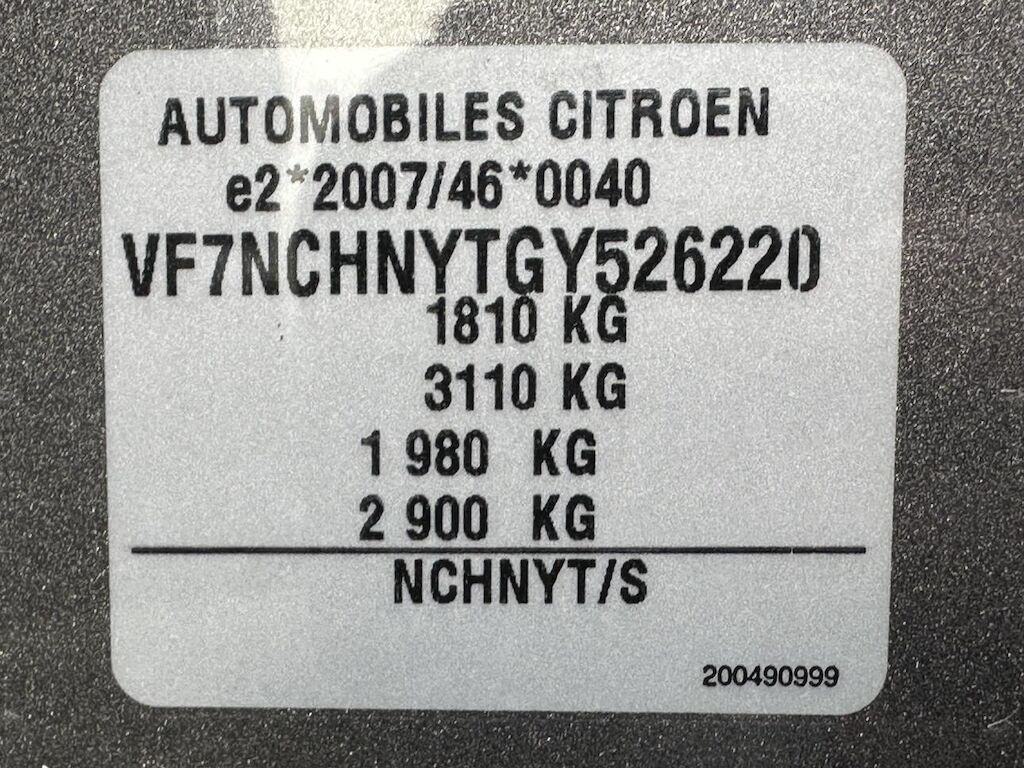 AUTOMOBILES CITROEN
e2*2007/46*0040
VF7NCHNYTGY526220
1810 KG
3110 KG
1 980 KG
2 900 KG
NCHNYT/S
200490999